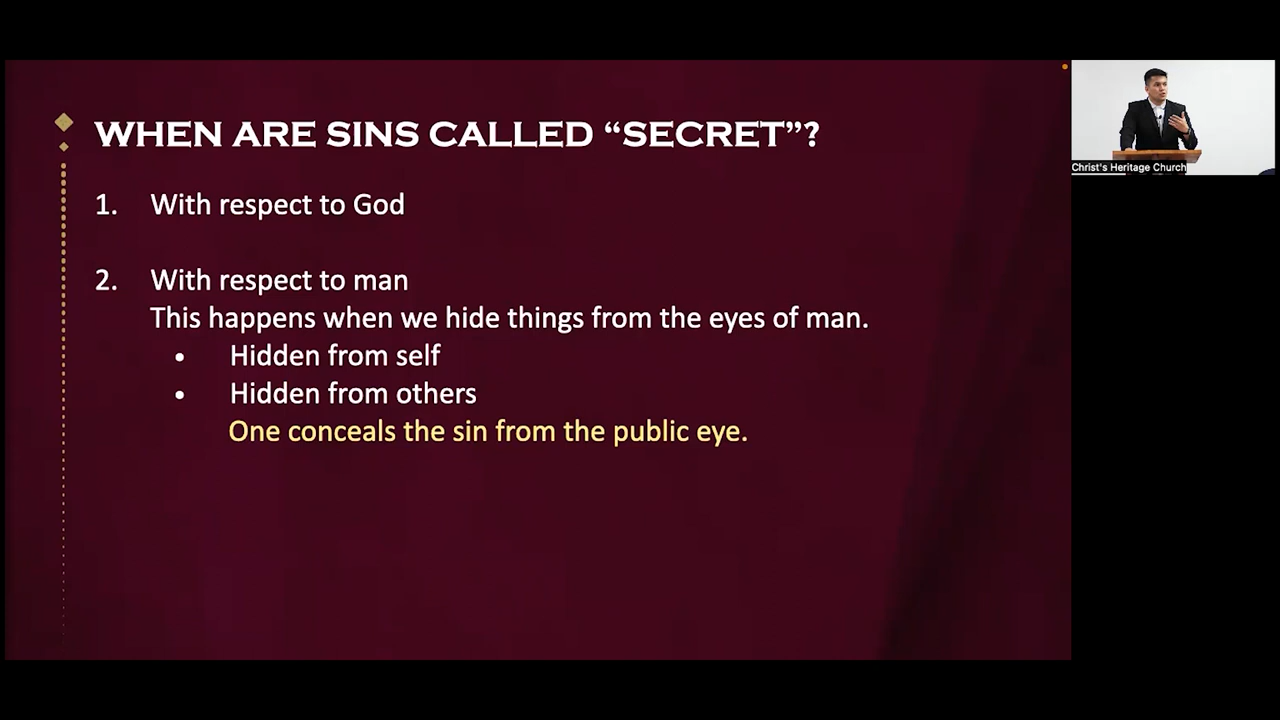 WHEN ARE SINS CALLED “SECRET”?
1. With respect to God
2. With respect to man
This happens when we hide things from the eyes of man.
• Hidden from self
• Hidden from others
One conceals the sin from the public eye.
Christ's Heritage Church